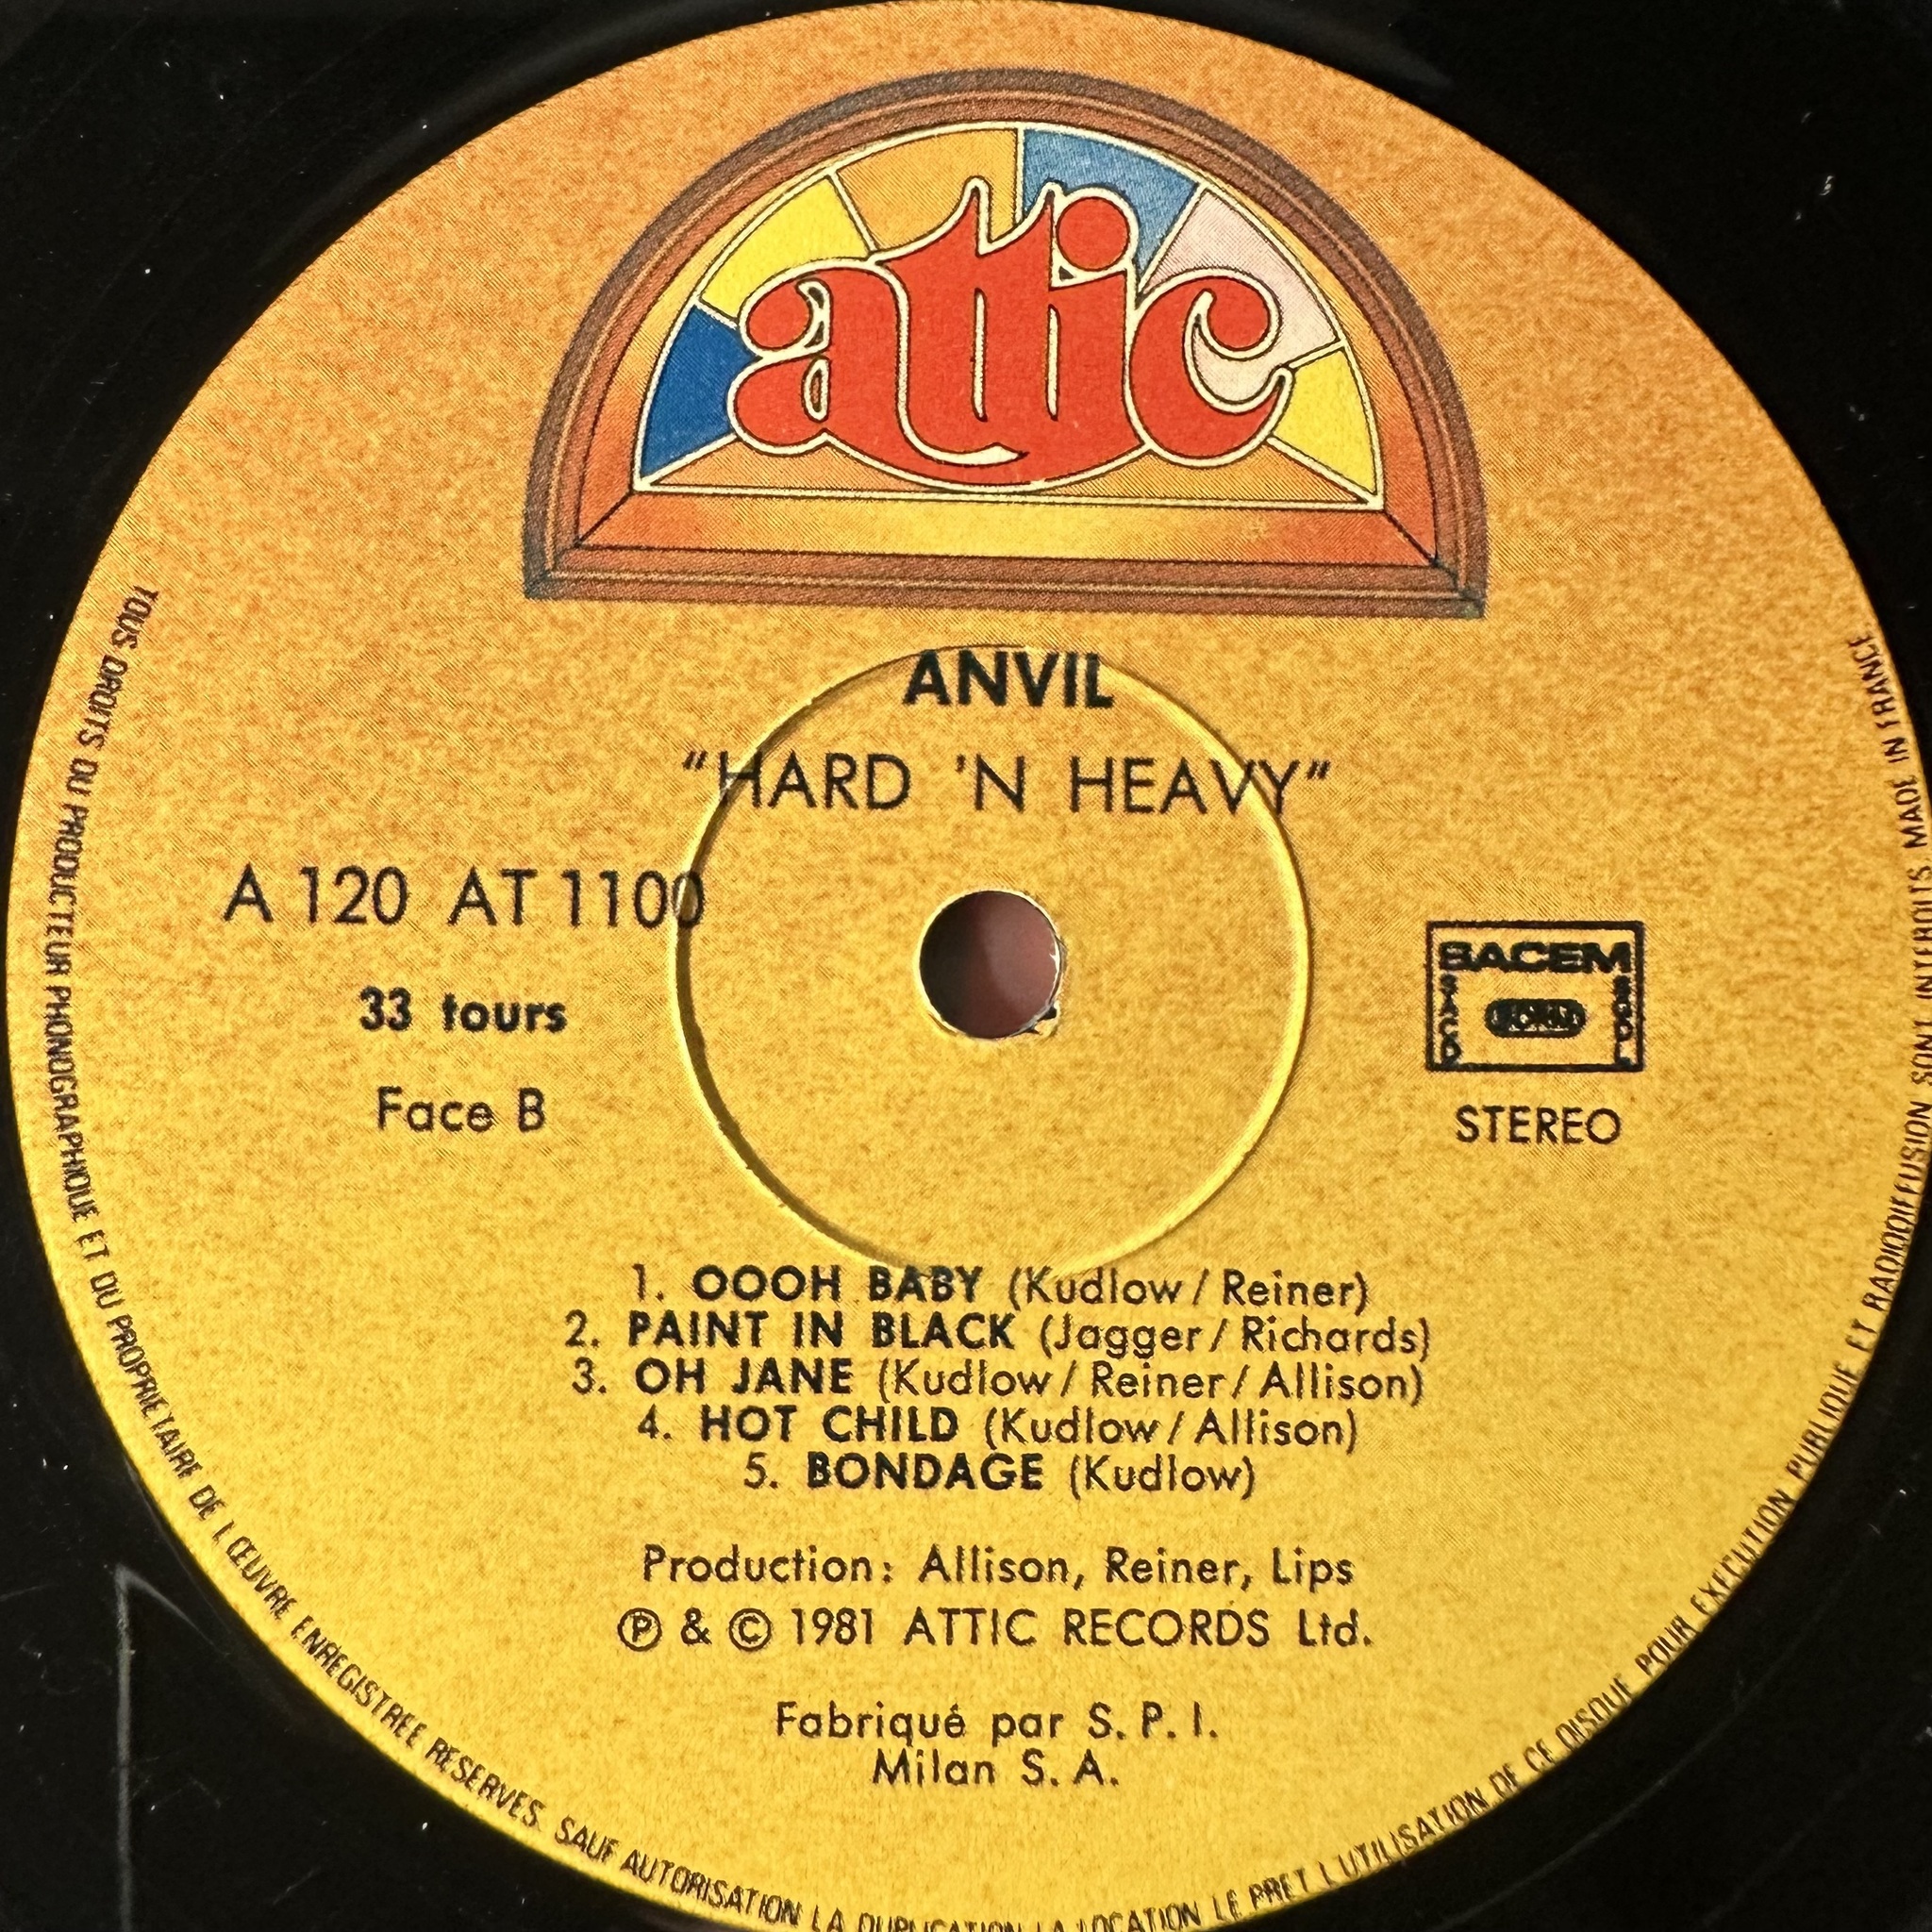 attic
ANVIL
"HARD 'N HEAVY"
A 120 AT 1100
33 tours
Face B
SACEM
STEREO
1. OOOH BABY (Kudlow / Reiner)
2. PAINT IN BLACK (Jagger / Richards)
3. OH JANE (Kudlow / Reiner / Allison)
4. HOT CHILD (Kudlow / Allison)
5. BONDAGE (Kudlow)
Production: Allison, Reiner, Lips
Ⓟ & © 1981 ATTIC RECORDS Ltd.
Fabriqué par S. P. I.
Milan S. A.
TOUS DROITS DU PRODUCTEUR PHONOGRAPHIQUE ET DU PROPRIETAIRE DE L ŒUVRE ENREGISTREE RESERVES. SAUF AUTORISATION LA DUPLICATION LA LOCATION LE PRET L UTILISATION DE CE DISQUE POUR EXECUTION PUBLIQUE ET RADIODIFFUSION SONT INTERDITS MADE IN FRANCE